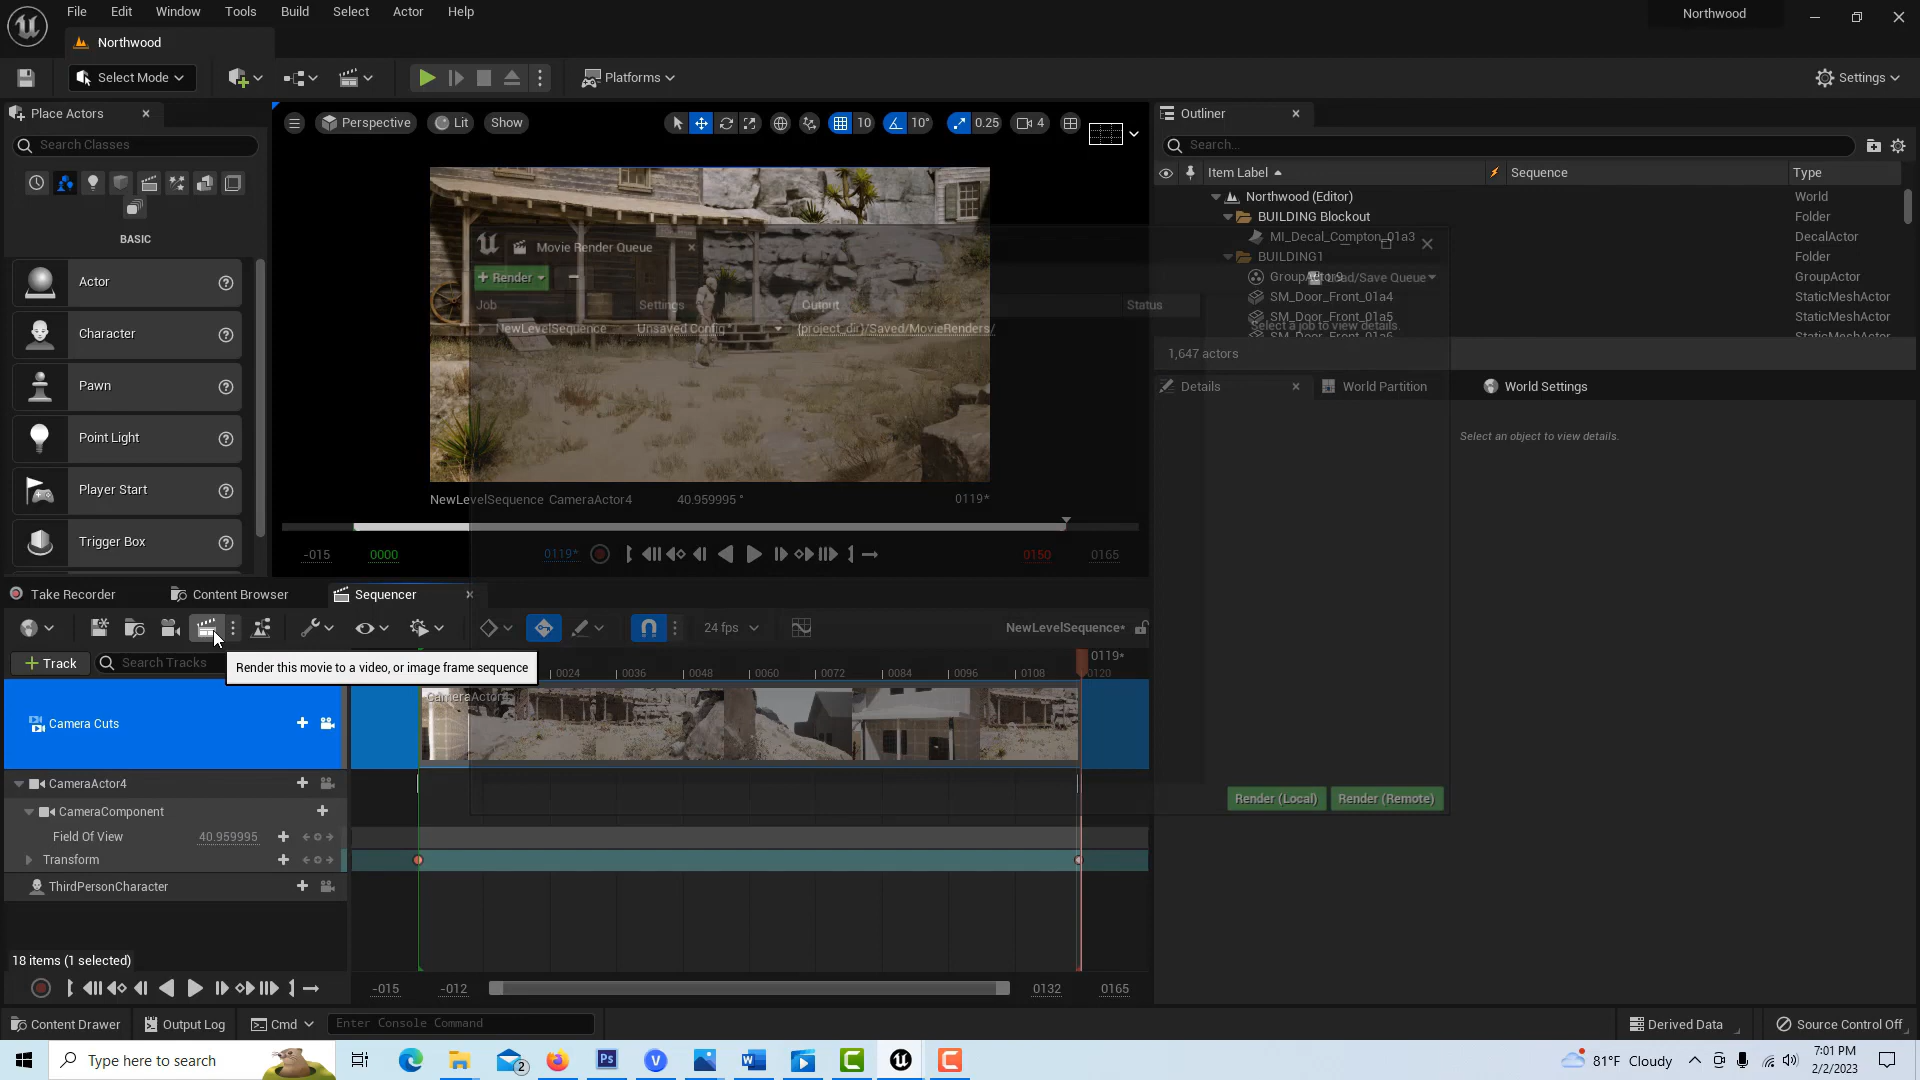 File Edit Window Tools Build Select Actor Help
Northwood
Northwood
Select Mode
Platforms
Settings
Place Actors
Search Classes
BASIC
Actor
Character
Pawn
Point Light
Player Start
Trigger Box
Perspective
Lit
Show
10
10°
0.25
4
Movie Render Queue
Render
Load/Save Queue
Job
Settings
Output
Status
NewLevelSequence
Unsaved Config *
{project_dir}/Saved/MovieRenders/
Select a job to view details.
NewLevelSequence CameraActor4 40.959995 ° 0119*
-015 0000 0119* 0150 0165
Outliner
Search...
Item Label Sequence Type
Northwood (Editor) World
BUILDING Blockout Folder
MI_Decal_Compton_01a3 DecalActor
BUILDING1 Folder
GroupActor9 GroupActor
SM_Door_Front_01a4 StaticMeshActor
SM_Door_Front_01a5 StaticMeshActor
SM_Door_Front_01a6 StaticMeshActor
1,647 actors
Details World Partition World Settings
Select an object to view details.
Take Recorder Content Browser Sequencer
24 fps
NewLevelSequence*
Track
Search Tracks
Render this movie to a video, or image frame sequence
0119*
0024 0036 0048 0060 0072 0084 0096 0108 0120
Camera Cuts
CameraActor4
CameraActor4
CameraComponent
Field Of View 40.959995
Transform
ThirdPersonCharacter
Render (Local) Render (Remote)
18 items (1 selected)
-015 -012 0132 0165
Content Drawer Output Log Cmd Enter Console Command
Derived Data Source Control Off
Type here to search
Ps
2
81°F Cloudy
7:01 PM
2/2/2023